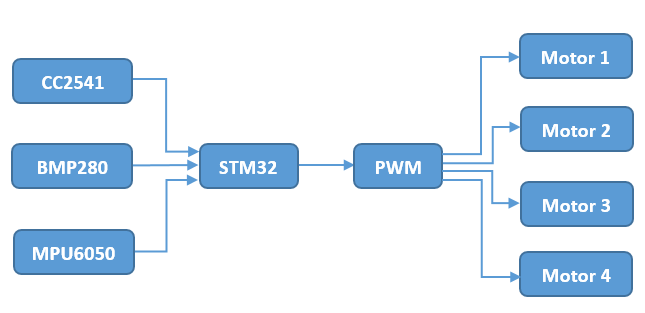 CC2541
BMP280
MPU6050
STM32
PWM
Motor 1
Motor 2
Motor 3
Motor 4